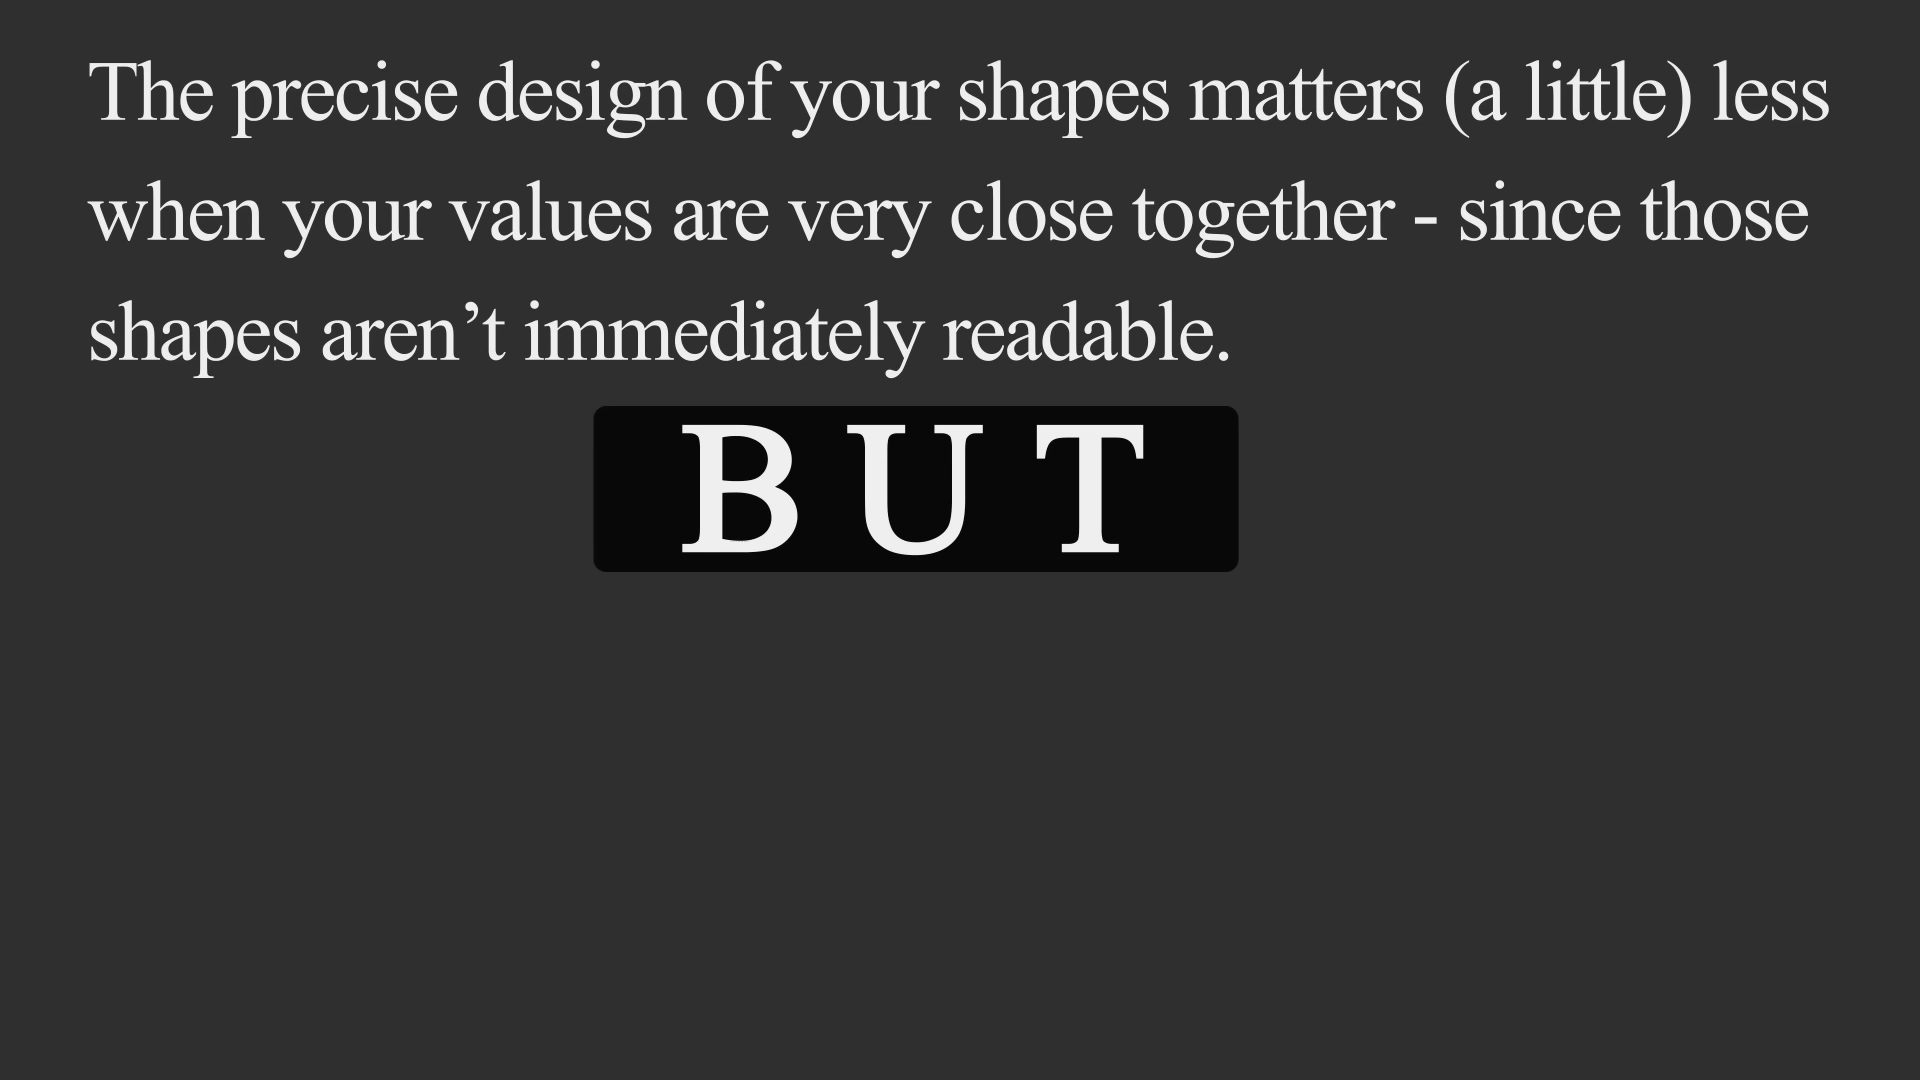 The precise design of your shapes matters (a little) less
when your values are very close together - since those
shapes aren’t immediately readable.
BUT